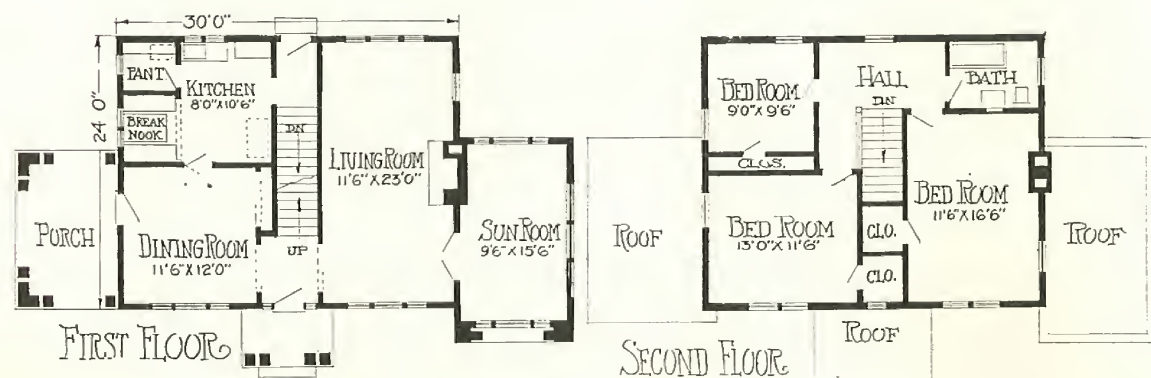 30'0"
24'0"
PANT.
KITCHEN
8'0"X10'6"
BREAK
NOOK
DN
LIVING ROOM
11'6"X23'0"
PORCH
DINING ROOM
11'6"X12'0"
UP
SUN ROOM
9'6"X15'6"
FIRST FLOOR
BED ROOM
9'0"X9'6"
HALL
DN
BATH
CLOS.
BED ROOM
13'0"X11'6"
BED ROOM
11'6"X16'6"
CLO.
CLO.
ROOF
ROOF
ROOF
SECOND FLOOR